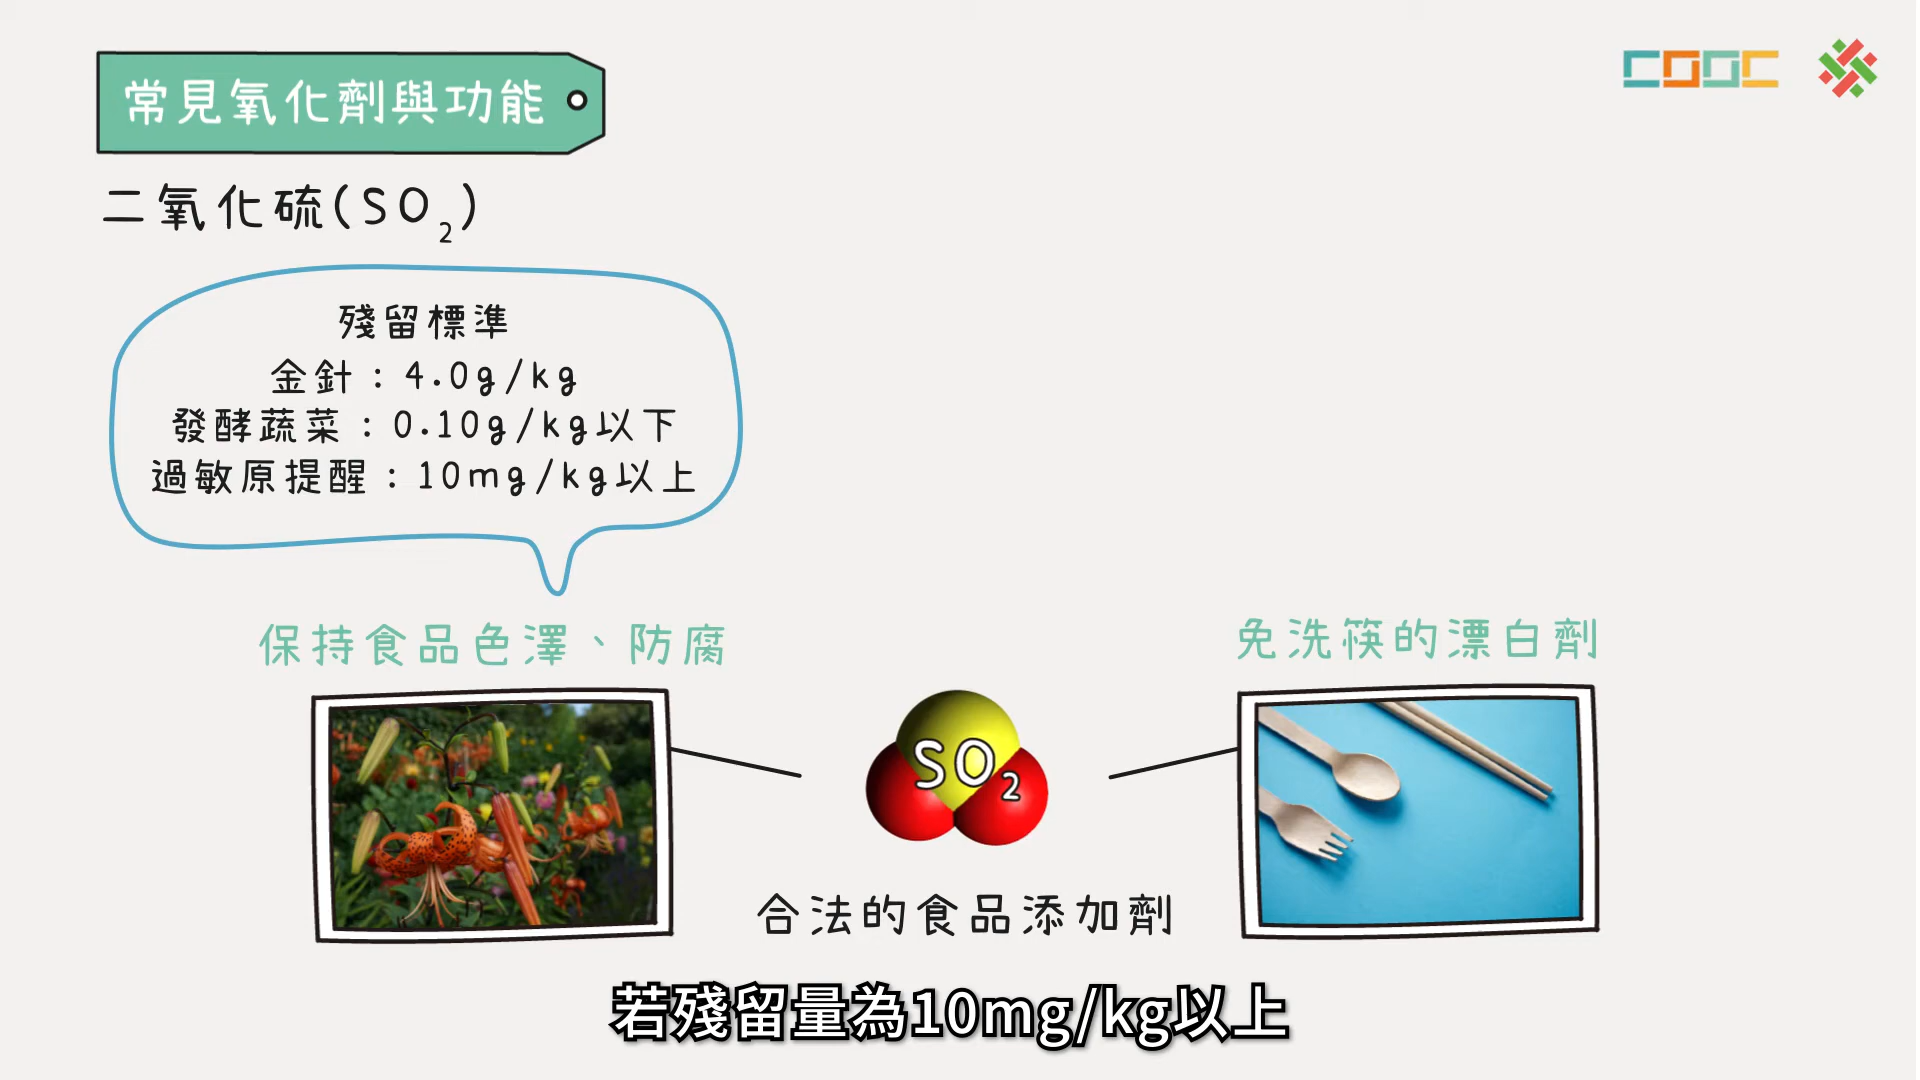 常見氧化劑與功能
COOC
二氧化硫(SO₂)
殘留標準
金針：4.0g/kg
發酵蔬菜：0.10g/kg以下
過敏原提醒：10mg/kg以上
保持食品色澤、防腐
免洗筷的漂白劑
SO₂
合法的食品添加劑
若殘留量為10mg/kg以上